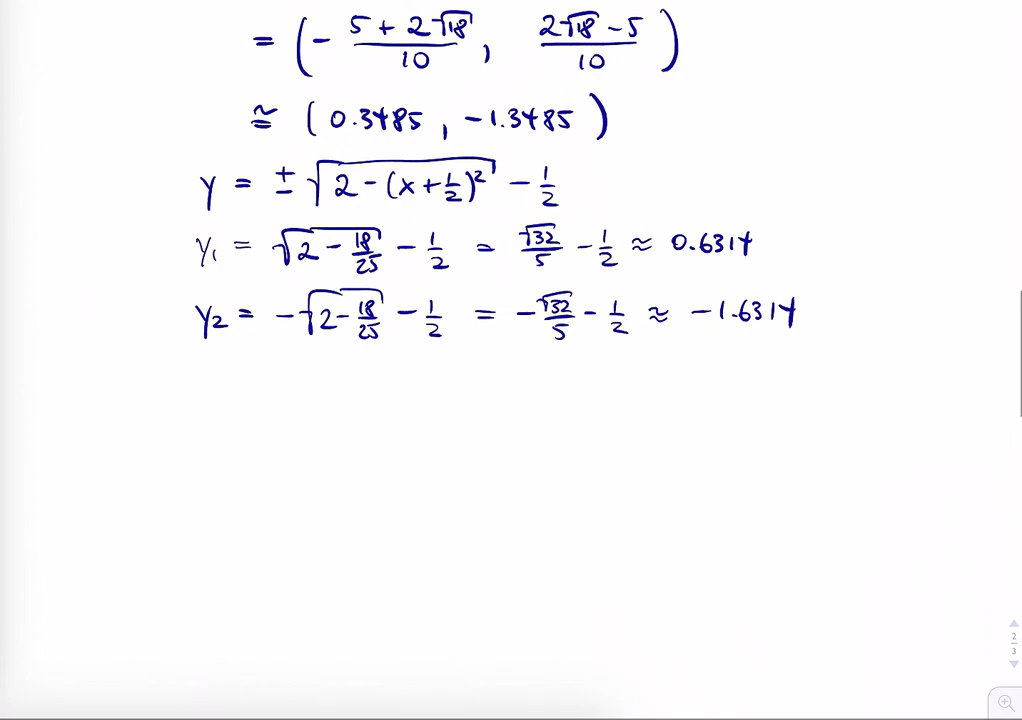 = (- (5 + 2√18)/10, (2√18 - 5)/10)
≅ (0.3485, -1.3485)
y = ±√(2 - (x + 1/2)²) - 1/2
y₁ = √(2 - 18/25) - 1/2 = √32/5 - 1/2 ≈ 0.6314
y₂ = -√(2 - 18/25) - 1/2 = -√32/5 - 1/2 ≈ -1.6314
2
3